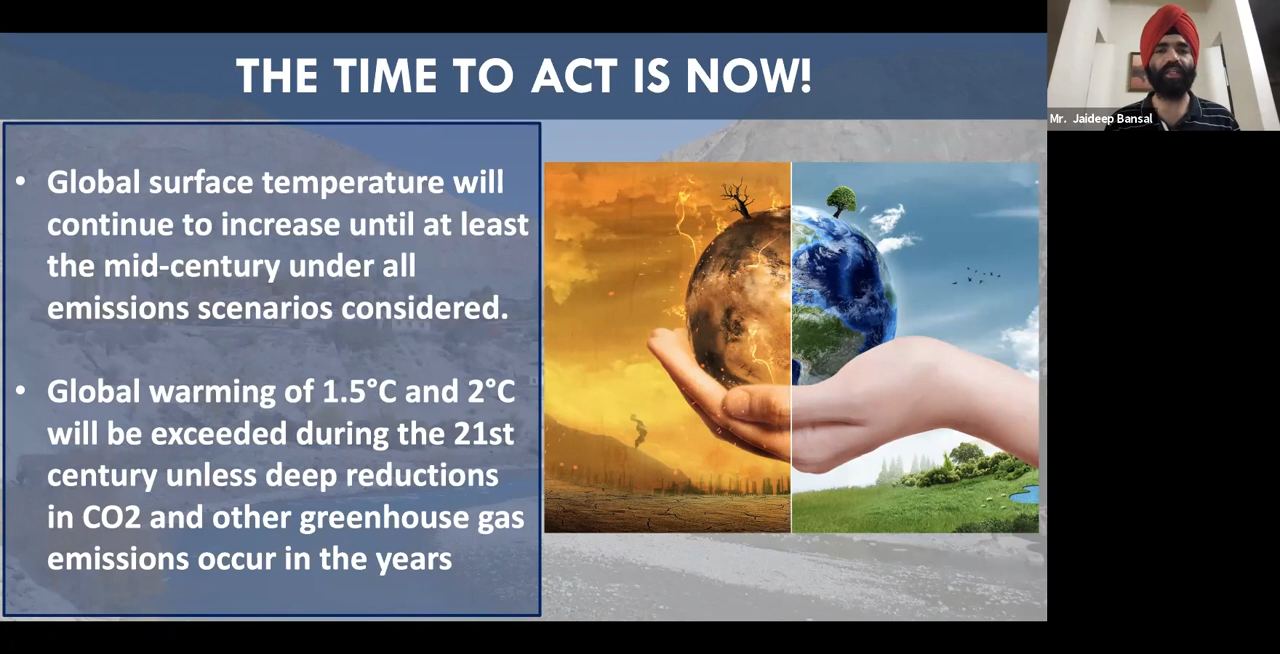 THE TIME TO ACT IS NOW!
Mr. Jaideep Bansal
• Global surface temperature will
continue to increase until at least
the mid-century under all
emissions scenarios considered.
• Global warming of 1.5°C and 2°C
will be exceeded during the 21st
century unless deep reductions
in CO2 and other greenhouse gas
emissions occur in the years